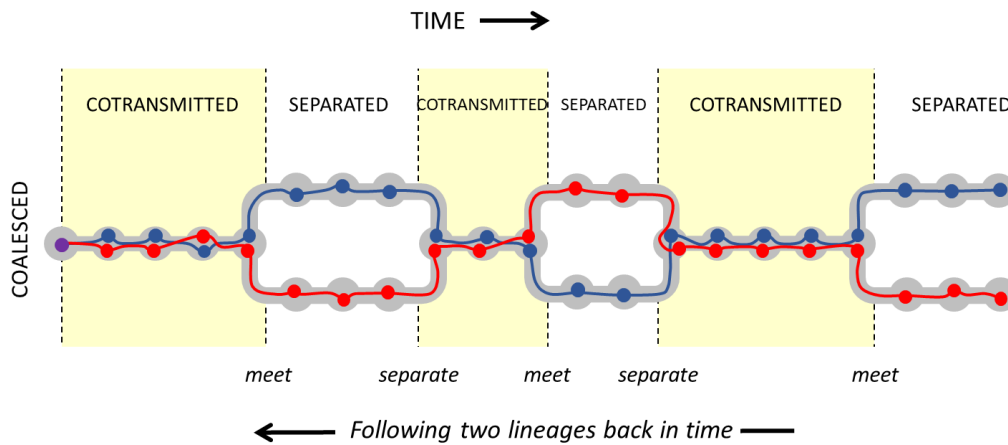 TIME
COTRANSMITTED
SEPARATED
COTRANSMITTED
SEPARATED
COTRANSMITTED
SEPARATED
COALESCED
meet
separate
meet
separate
meet
Following two lineages back in time